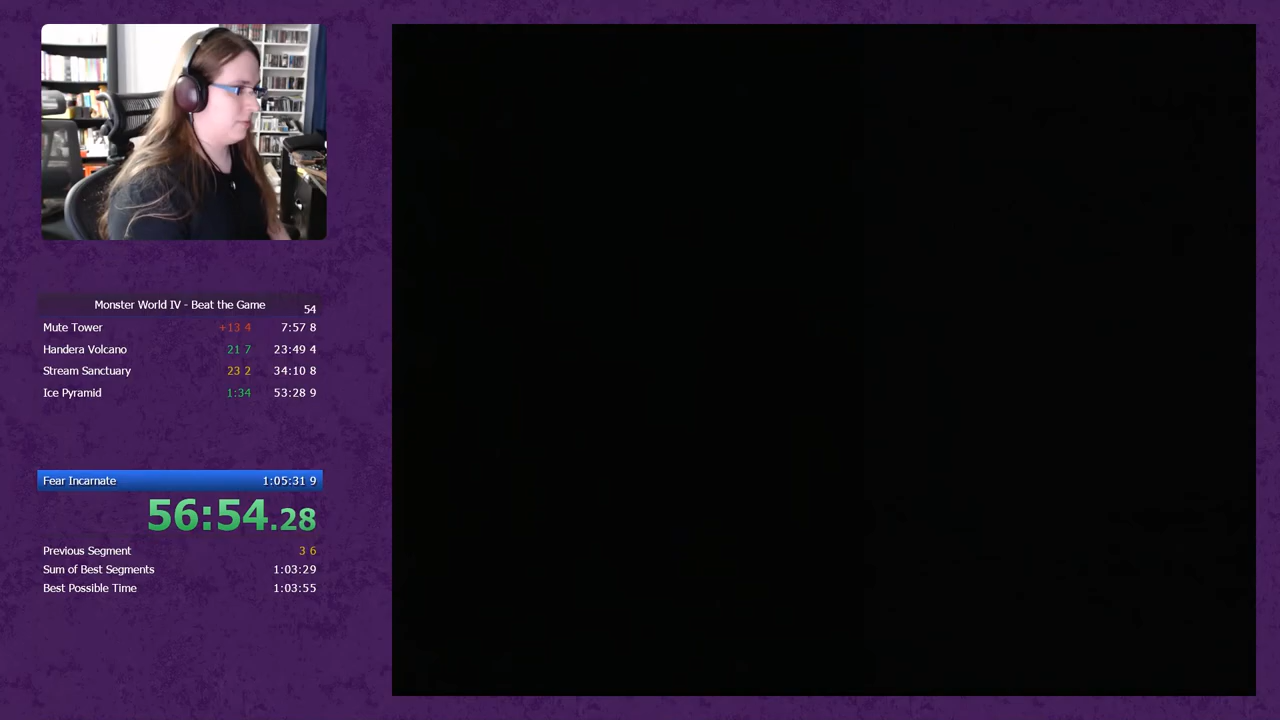 Monster World IV - Beat the Game
54
Mute Tower +13 4 7:57 8
Handera Volcano 21 7 23:49 4
Stream Sanctuary 23 2 34:10 8
Ice Pyramid 1:34 53:28 9
Fear Incarnate 1:05:31 9
56:54.28
Previous Segment 3 6
Sum of Best Segments 1:03:29
Best Possible Time 1:03:55